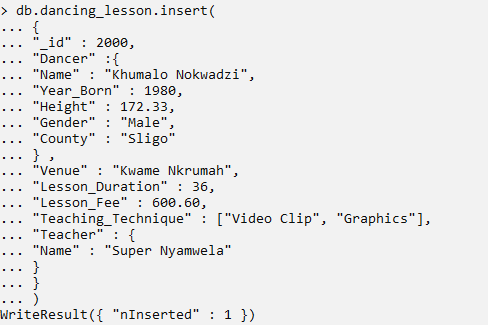 > db.dancing_lesson.insert(
... {
... "_id" : 2000,
... "Dancer" :{
... "Name" : "Khumalo Nokwadzi",
... "Year_Born" : 1980,
... "Height" : 172.33,
... "Gender" : "Male",
... "County" : "Sligo"
... } ,
... "Venue" : "Kwame Nkrumah",
... "Lesson_Duration" : 36,
... "Lesson_Fee" : 600.60,
... "Teaching_Technique" : ["Video Clip", "Graphics"],
... "Teacher" : {
... "Name" : "Super Nyamwela"
... }
... }
... )
WriteResult({ "nInserted" : 1 })